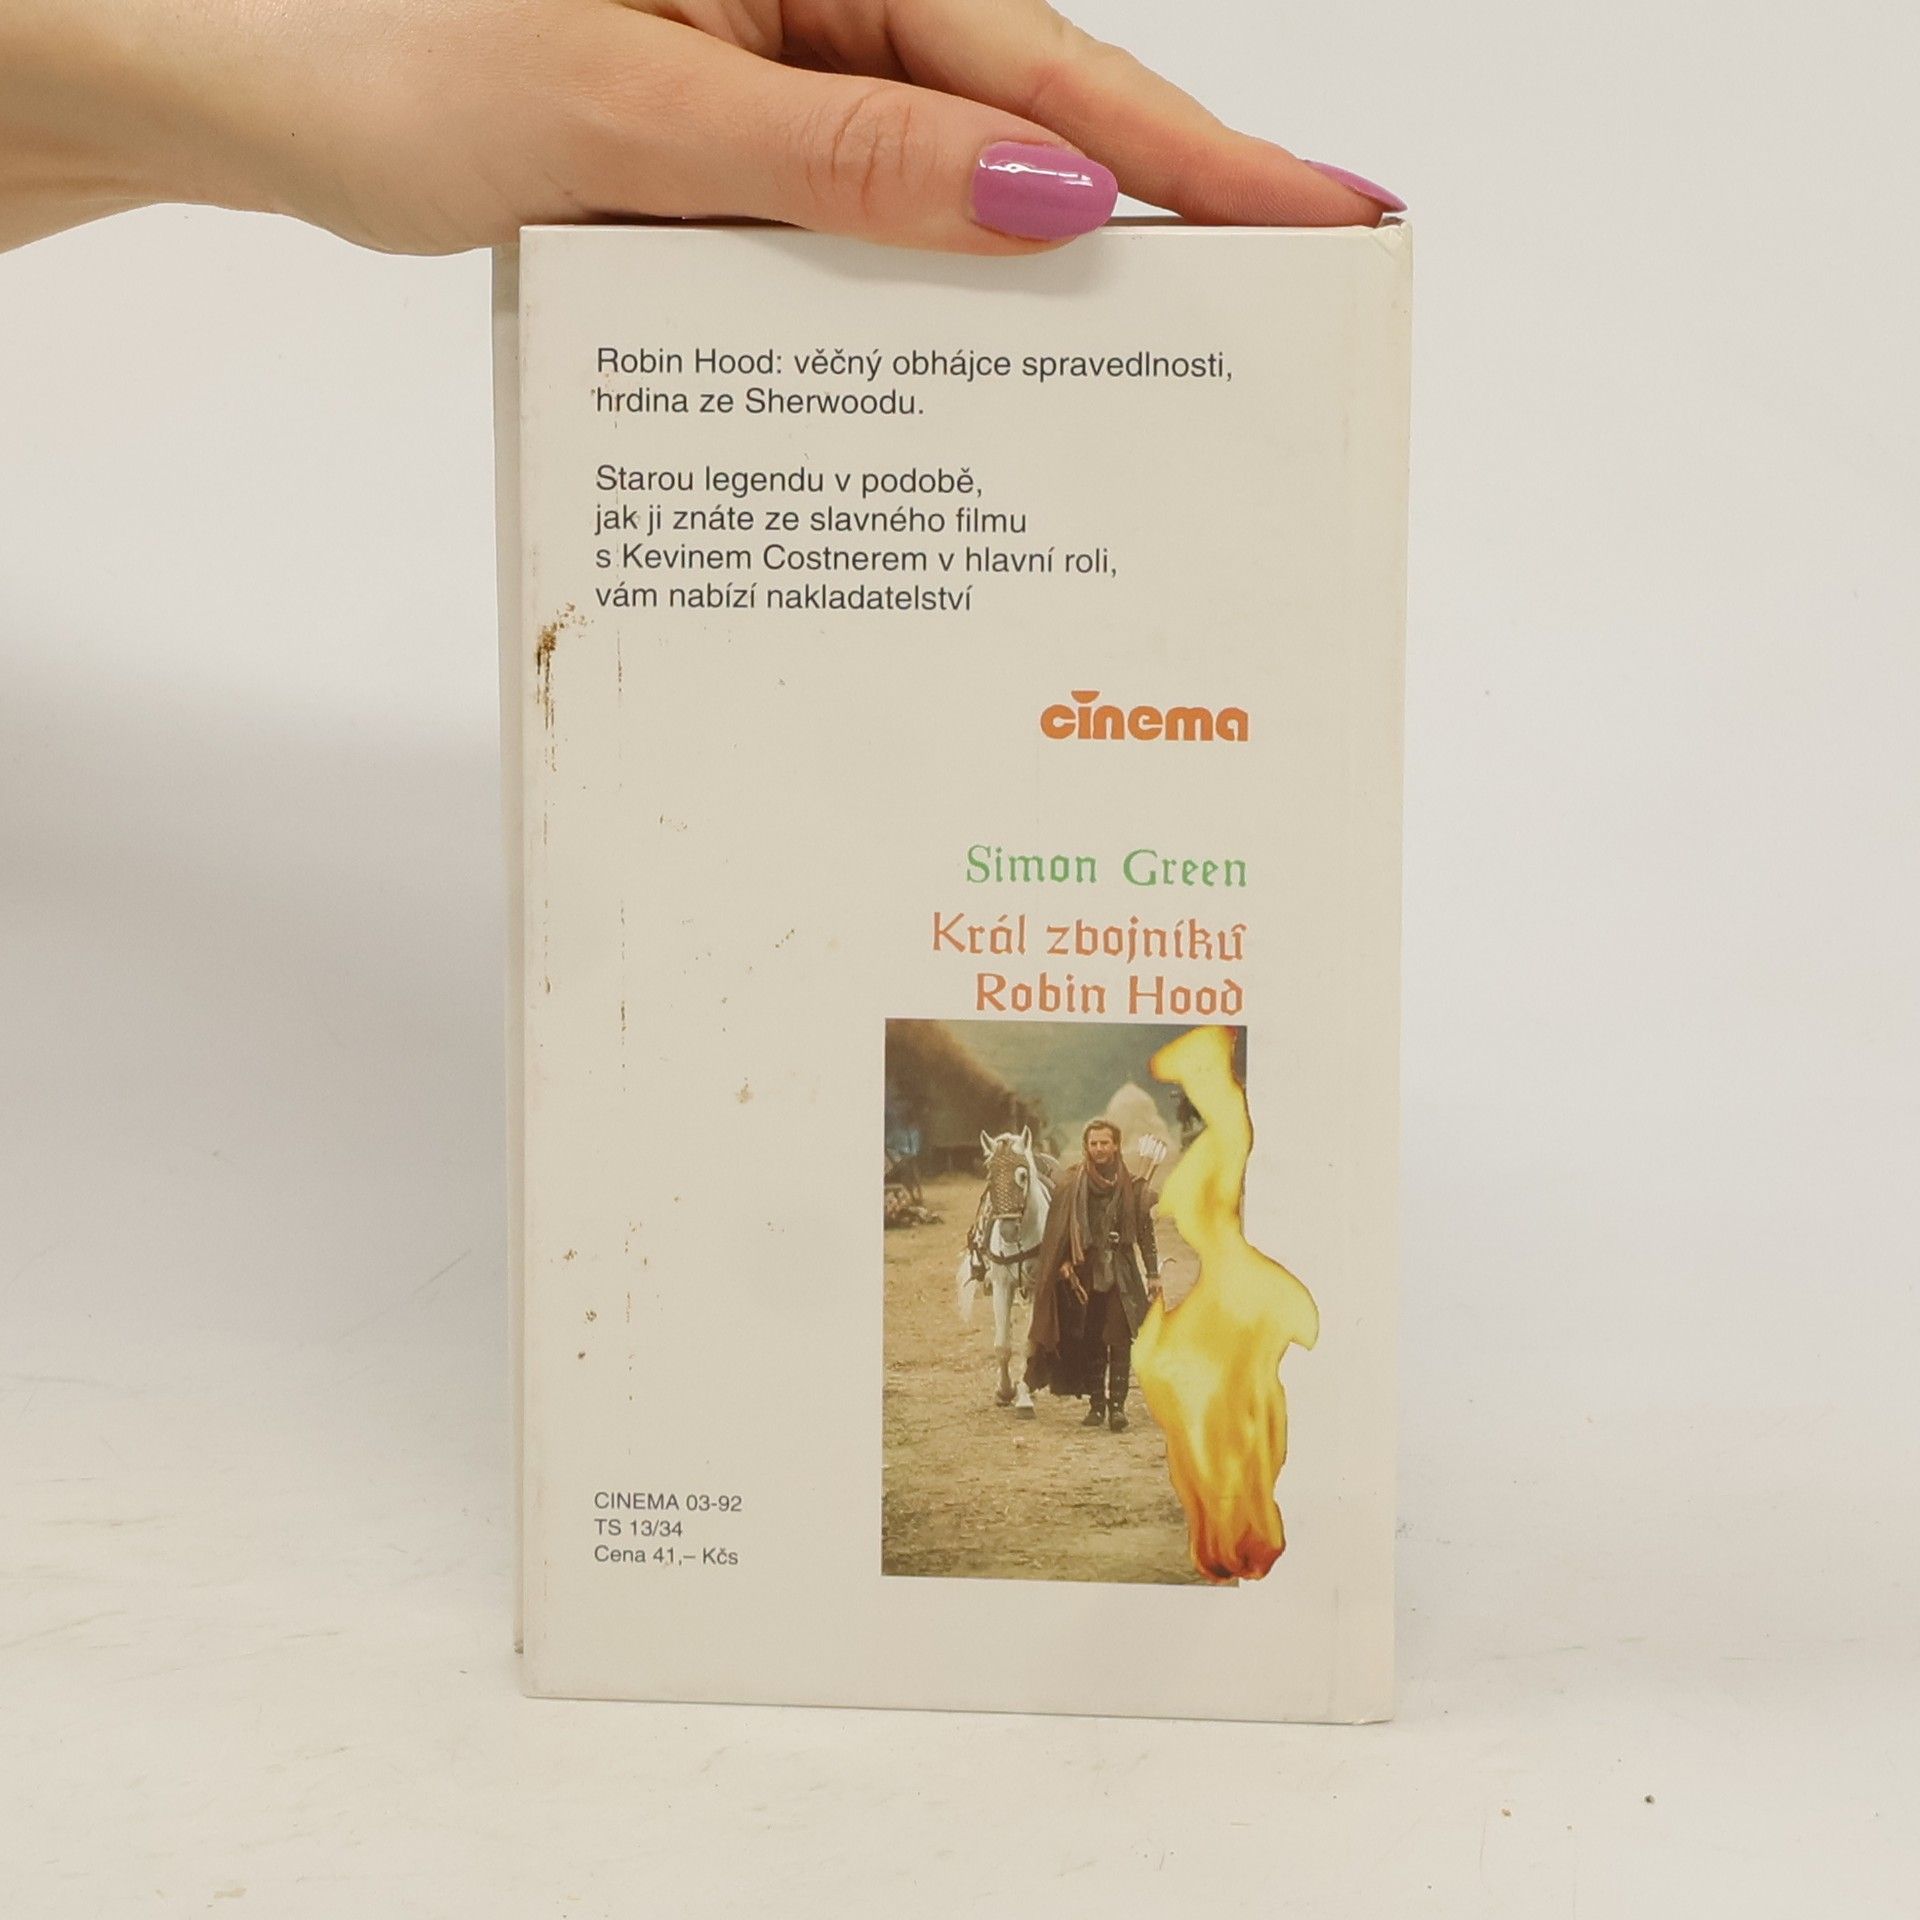 Robin Hood: věčný obhájce spravedlnosti,
hrdina ze Sherwoodu.
Starou legendu v podobě,
jak ji znáte ze slavného filmu
s Kevinem Costnerem v hlavní roli,
vám nabízí nakladatelství
cinema
Simon Green
Král zbojníků
Robin Hood
CINEMA 03-92
TS 13/34
Cena 41,– Kčs